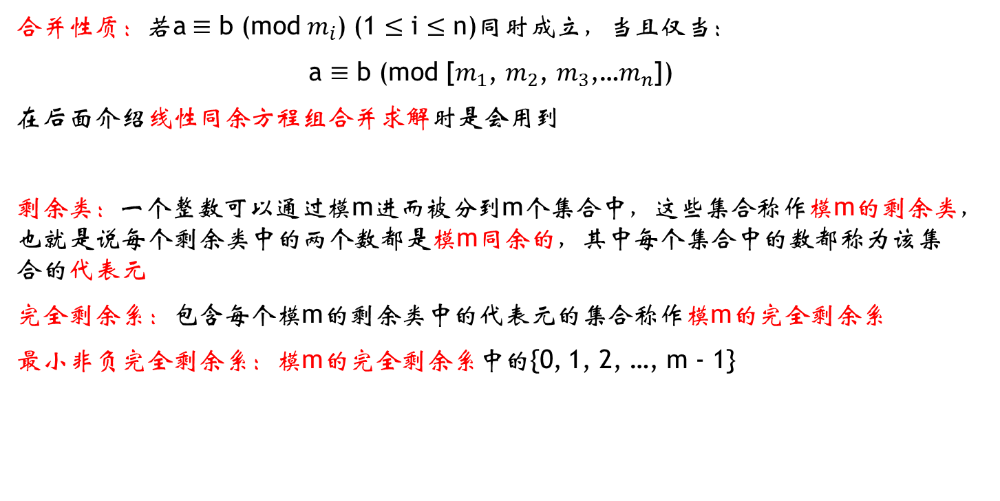 合并性质：若a ≡ b (mod m_i) (1 ≤ i ≤ n)同时成立，当且仅当：
a ≡ b (mod [m_1, m_2, m_3,…m_n])
在后面介绍线性同余方程组合并求解时是会用到
剩余类：一个整数可以通过模m进而被分到m个集合中，这些集合称作模m的剩余类，
也就是说每个剩余类中的两个数都是模m同余的，其中每个集合中的数都称为该集
合的代表元
完全剩余系：包含每个模m的剩余类中的代表元的集合称作模m的完全剩余系
最小非负完全剩余系：模m的完全剩余系中的{0, 1, 2, …, m - 1}